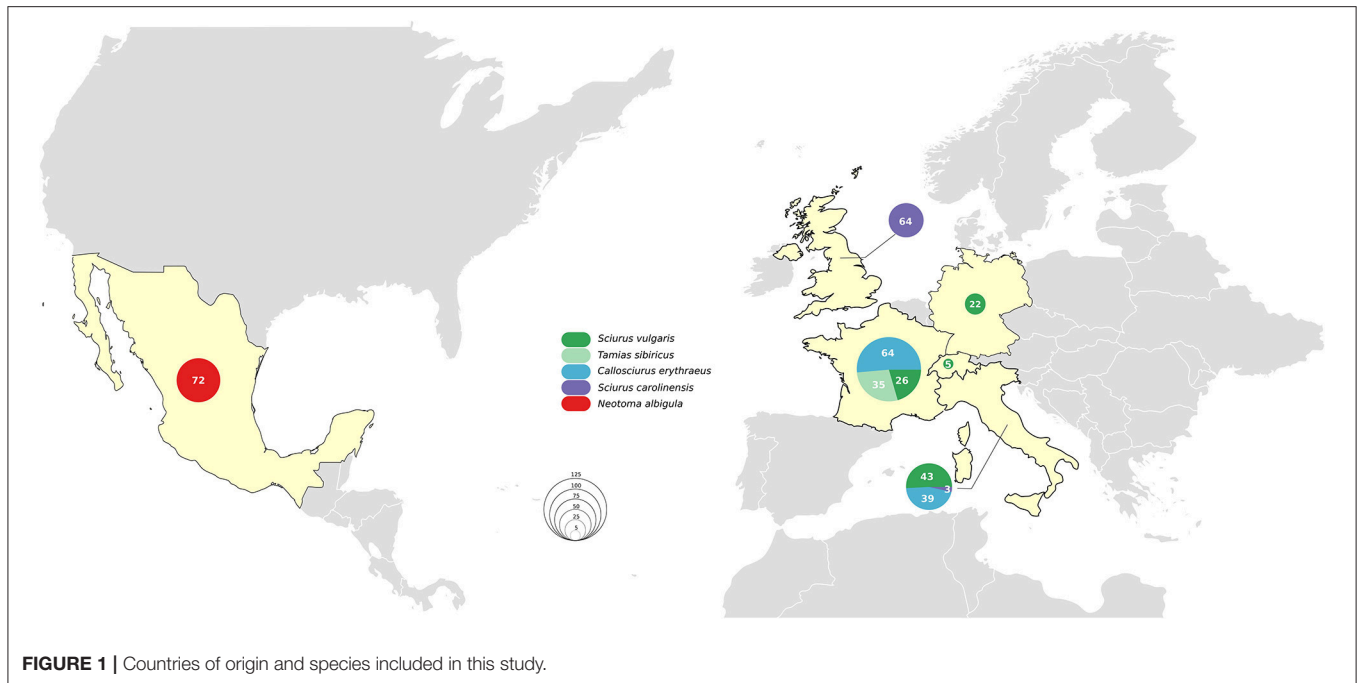 64
22
Sciurus vulgaris
Tamias sibiricus
Callosciurus erythraeus
Sciurus carolinensis
Neotoma albigula
64
5
35
26
72
125
100
75
50
25
5
43
3
39
FIGURE 1 | Countries of origin and species included in this study.